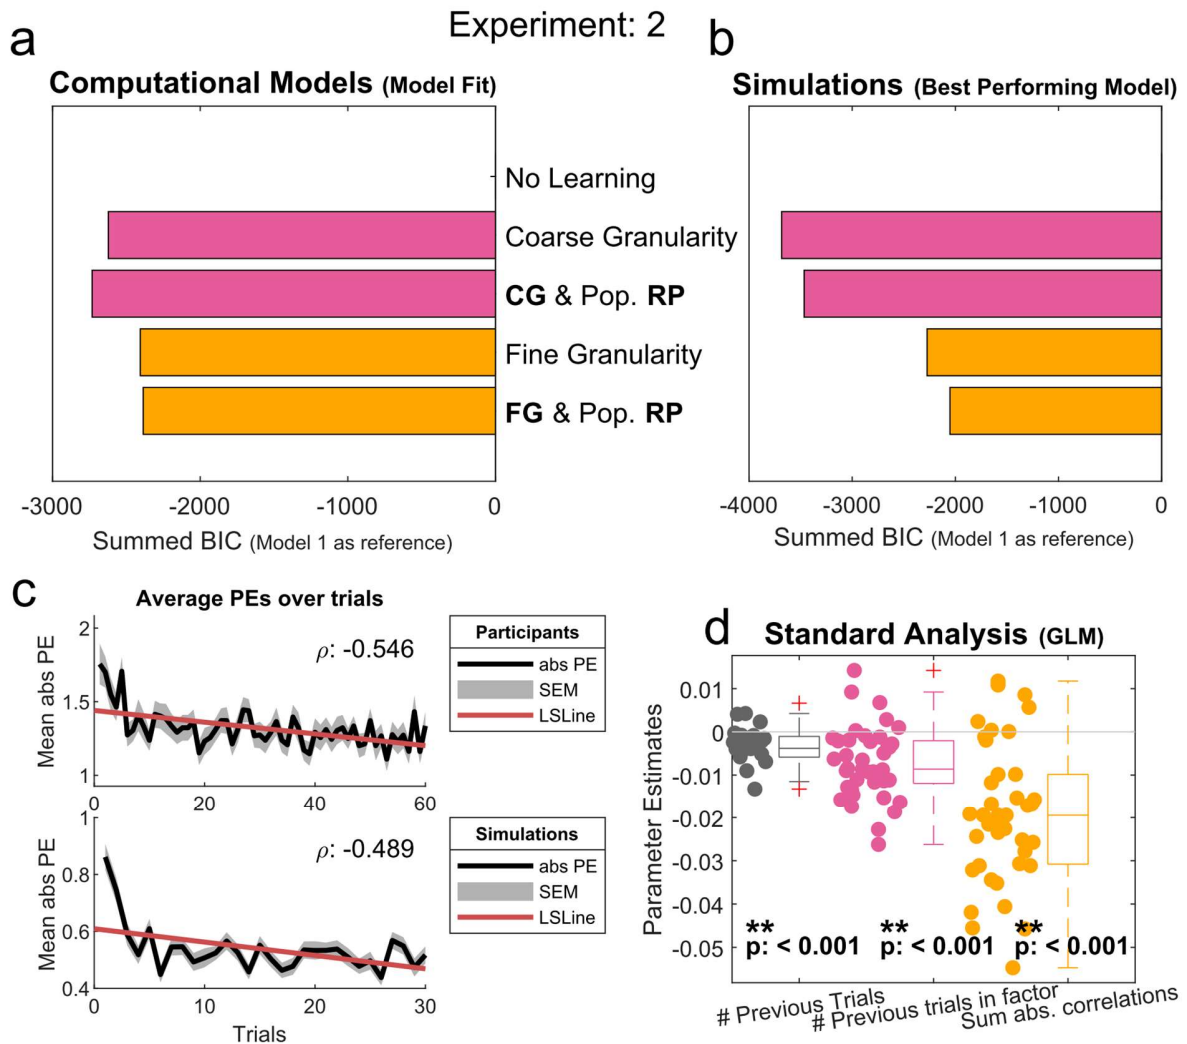 Experiment: 2
a
Computational Models (Model Fit)
No Learning
Coarse Granularity
CG & Pop. RP
Fine Granularity
FG & Pop. RP
-3000 -2000 -1000 0
Summed BIC (Model 1 as reference)
b
Simulations (Best Performing Model)
-4000 -3000 -2000 -1000 0
Summed BIC (Model 1 as reference)
c
Average PEs over trials
Mean abs PE
2
1.5
1
ρ: -0.546
0 20 40 60
Participants
abs PE
SEM
LSLine
Mean abs PE
1
0.8
0.6
0.4
ρ: -0.489
0 10 20 30
Trials
Simulations
abs PE
SEM
LSLine
d
Standard Analysis (GLM)
Parameter Estimates
0.01
0
-0.01
-0.02
-0.03
-0.04
-0.05
** ** **
p: < 0.001 p: < 0.001 p: < 0.001
# Previous Trials
# Previous trials in factor
Sum abs. correlations